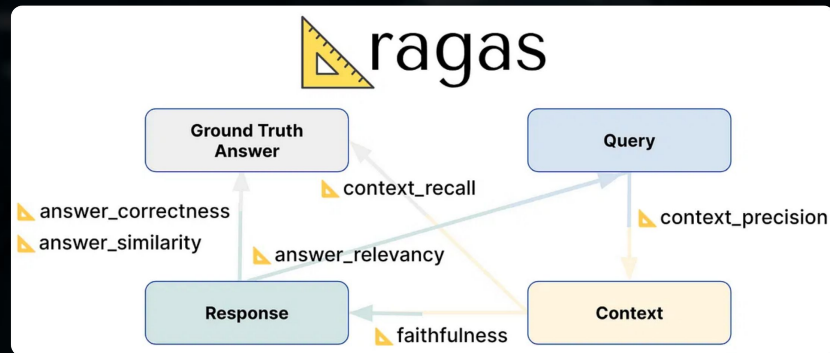 ragas
Ground Truth
Answer
Query
context_recall
answer_correctness
context_precision
answer_similarity
answer_relevancy
Response
Context
faithfulness